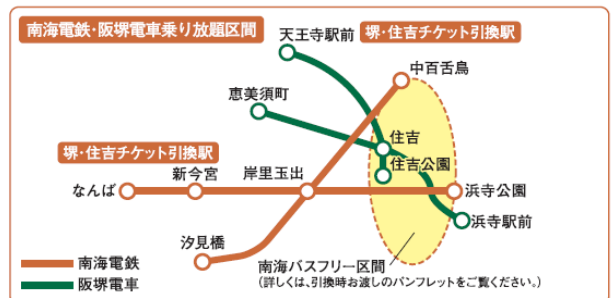 南海電鉄・阪堺電車乗り放題区間
天王寺駅前
堺・住吉チケット引換駅
中百舌鳥
恵美須町
住吉
住吉公園
堺・住吉チケット引換駅
新今宮
岸里玉出
なんば
浜寺公園
浜寺駅前
汐見橋
南海バスフリー区間
(詳しくは、引換時お渡しのパンフレットをご覧ください。)
南海電鉄
阪堺電車